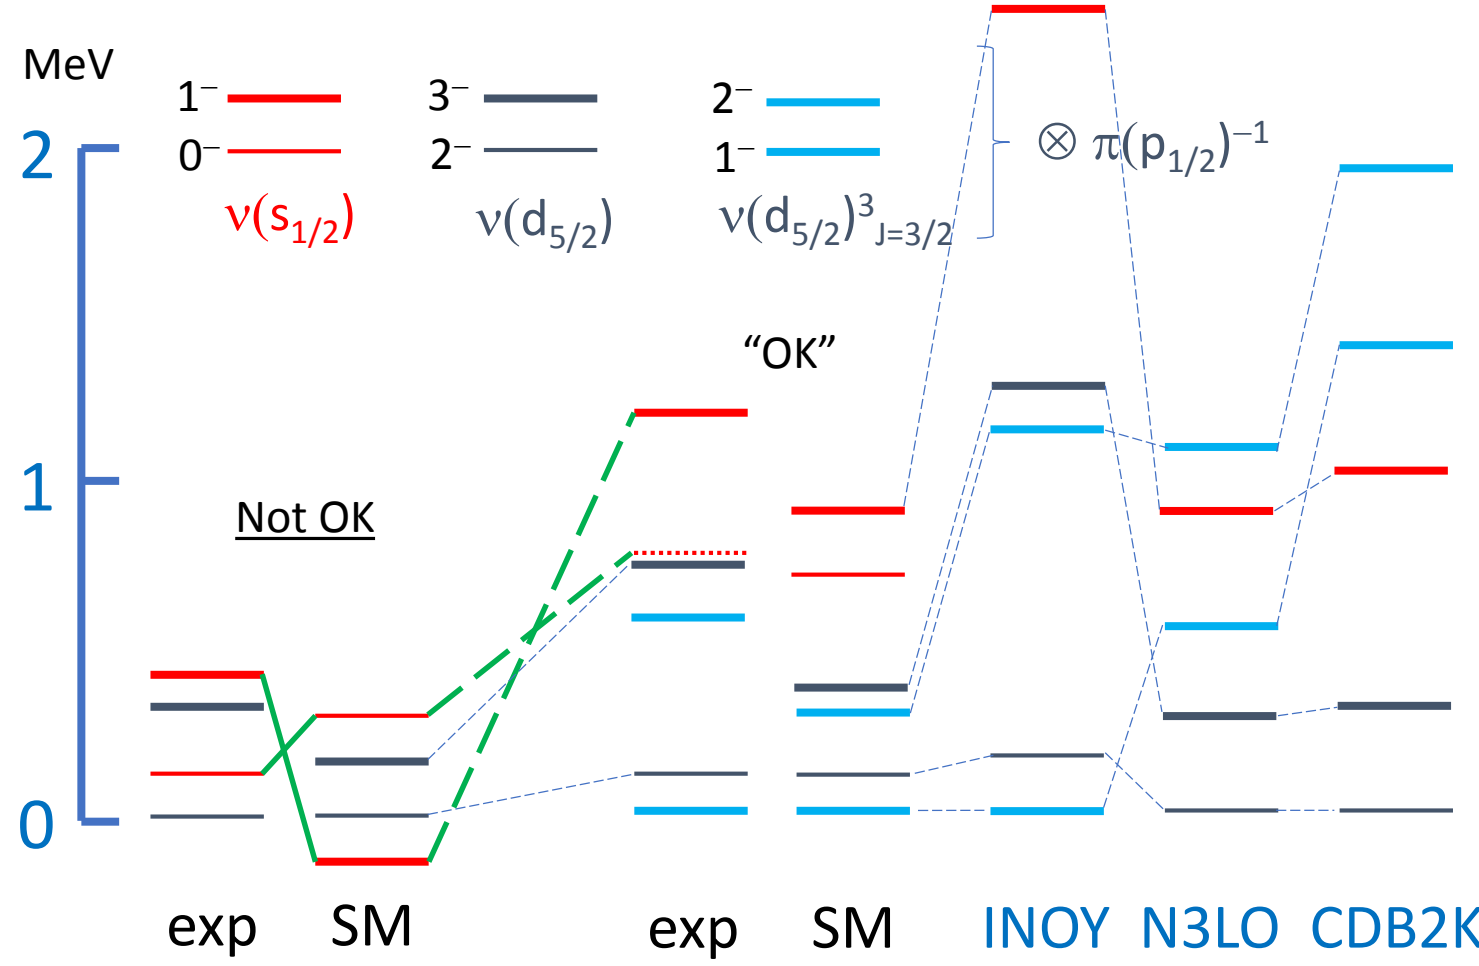 MeV
1⁻ 3⁻ 2⁻
0⁻ 2⁻ 1⁻
2
⊗ π(p₁/₂)⁻¹
ν(s₁/₂) ν(d₅/₂) ν(d₅/₂)³J=3/2
"OK"
1
Not OK
0
exp SM exp SM INOY N3LO CDB2K